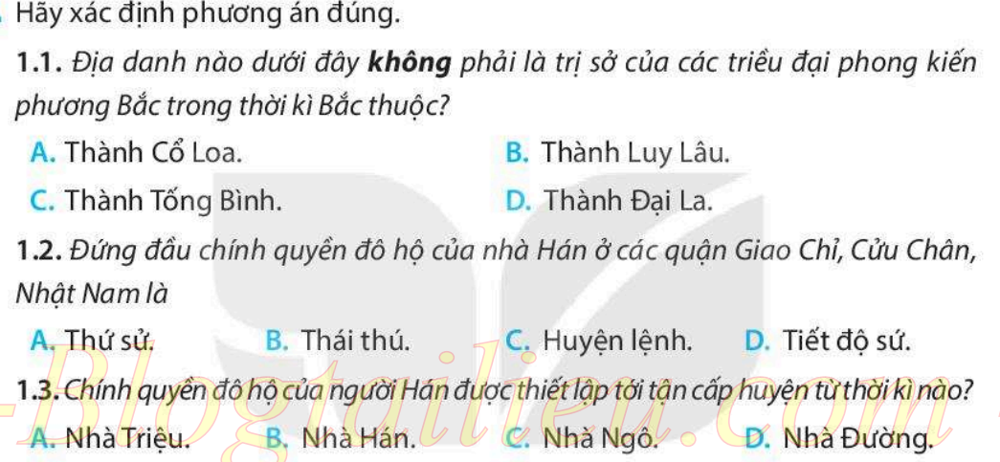 Hãy xác định phương án đúng.
1.1. Địa danh nào dưới đây không phải là trị sở của các triều đại phong kiến
phương Bắc trong thời kì Bắc thuộc?
A. Thành Cổ Loa. B. Thành Luy Lâu.
C. Thành Tống Bình. D. Thành Đại La.
1.2. Đứng đầu chính quyền đô hộ của nhà Hán ở các quận Giao Chỉ, Cửu Chân,
Nhật Nam là
A. Thứ sử. B. Thái thú. C. Huyện lệnh. D. Tiết độ sứ.
1.3. Chính quyền đô hộ của người Hán được thiết lập tới tận cấp huyện từ thời kì nào?
A. Nhà Triệu. B. Nhà Hán. C. Nhà Ngô. D. Nhà Đường.
-Blogtailieu.com-